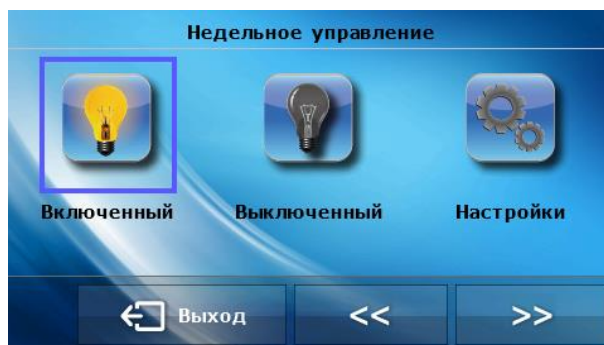 Недельное управление
Включенный Выключенный Настройки
Выход << >>